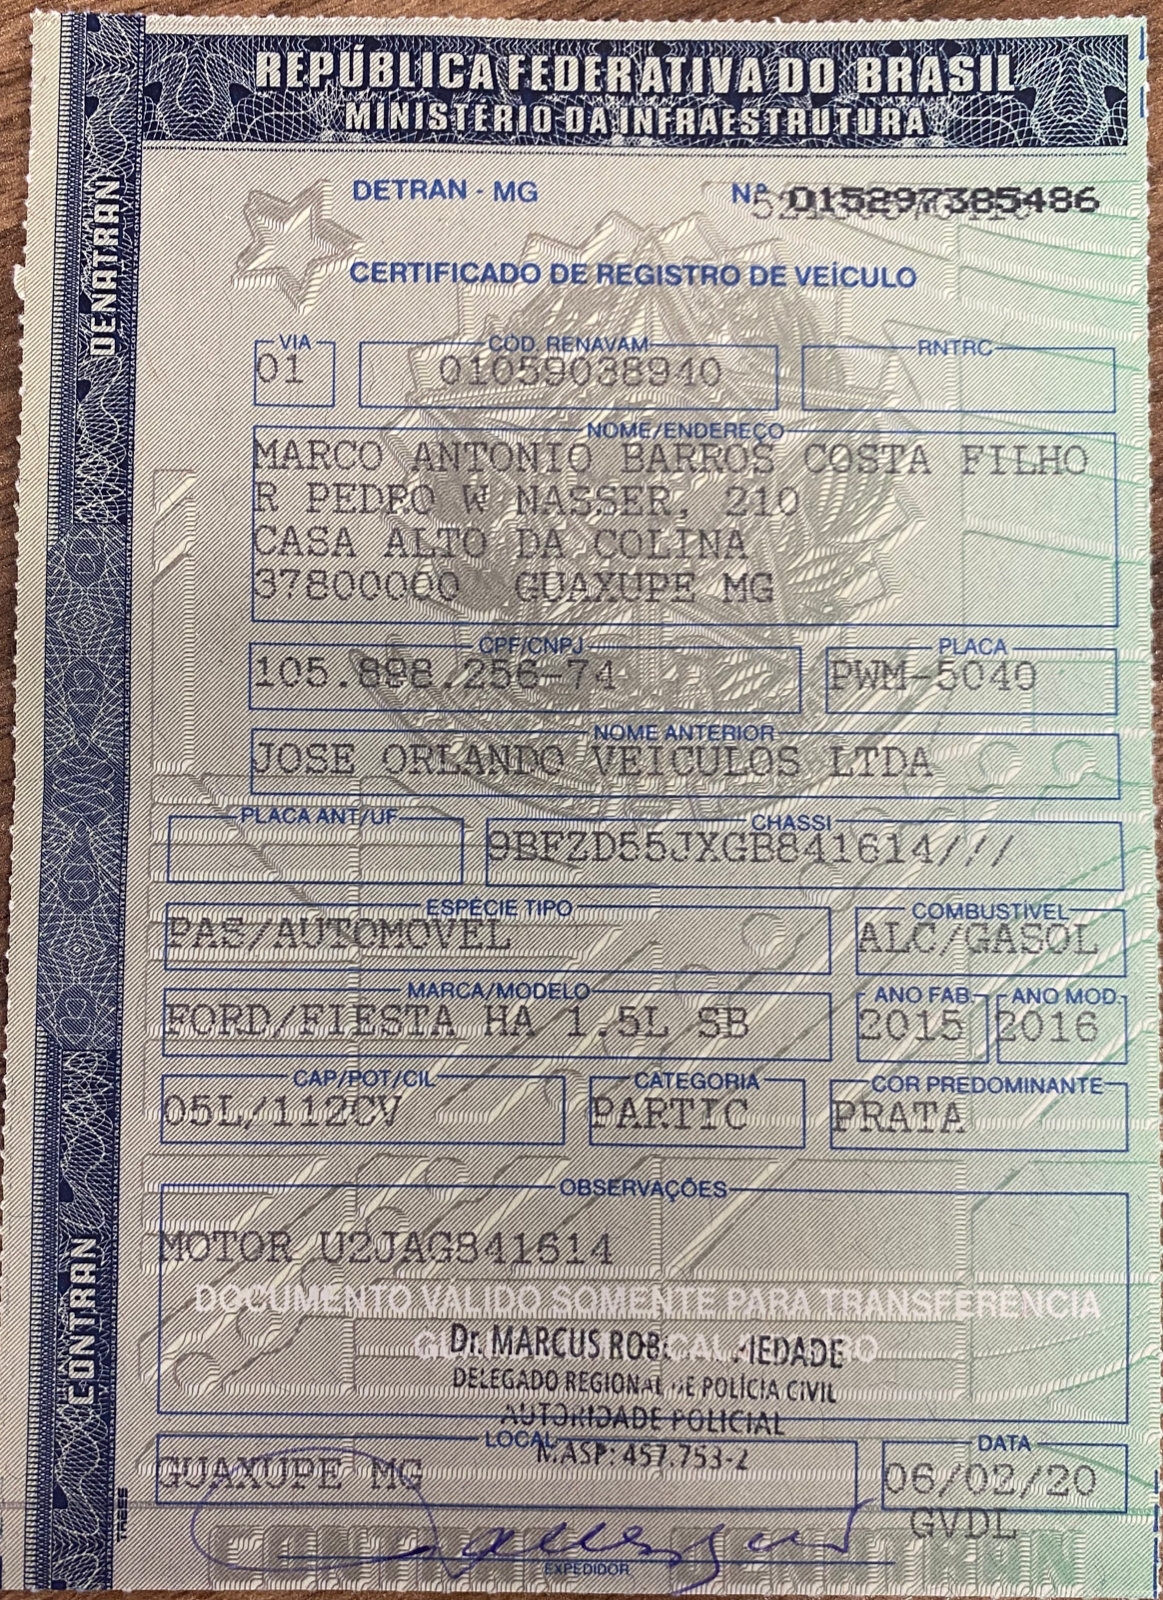 REPÚBLICA FEDERATIVA DO BRASIL
MINISTÉRIO DA INFRAESTRUTURA
DENATRAN
CONTRAN
DETRAN - MG
Nº 015297385486
CERTIFICADO DE REGISTRO DE VEÍCULO
VIA
01
COD. RENAVAM
01059038940
RNTRC
NOME/ENDEREÇO
MARCO ANTONIO BARROS COSTA FILHO
R PEDRO W NASSER, 210
CASA ALTO DA COLINA
37800000 GUAXUPE MG
CPF/CNPJ
105.898.256-74
PLACA
PWM-5040
NOME ANTERIOR
JOSE ORLANDO VEICULOS LTDA
PLACA ANT/UF
CHASSI
9BFZD55JXGB841614///
ESPÉCIE TIPO
PAS/AUTOMOVEL
COMBUSTÍVEL
ALC/GASOL
MARCA/MODELO
FORD/FIESTA HA 1.5L SB
ANO FAB.
2015
ANO MOD.
2016
CAP/POT/CIL
05L/112CV
CATEGORIA
PARTIC
COR PREDOMINANTE
PRATA
OBSERVAÇÕES
MOTOR U2JAG841614
DOCUMENTO VÁLIDO SOMENTE PARA TRANSFERÊNCIA
Dr. MARCUS
DELEGADO REGIONAL DE POLÍCIA CIVIL
AUTORIDADE POLICIAL
MASP: 457.753-2
LOCAL
GUAXUPE MG
DATA
06/02/20
GVDL
EXPEDIDOR